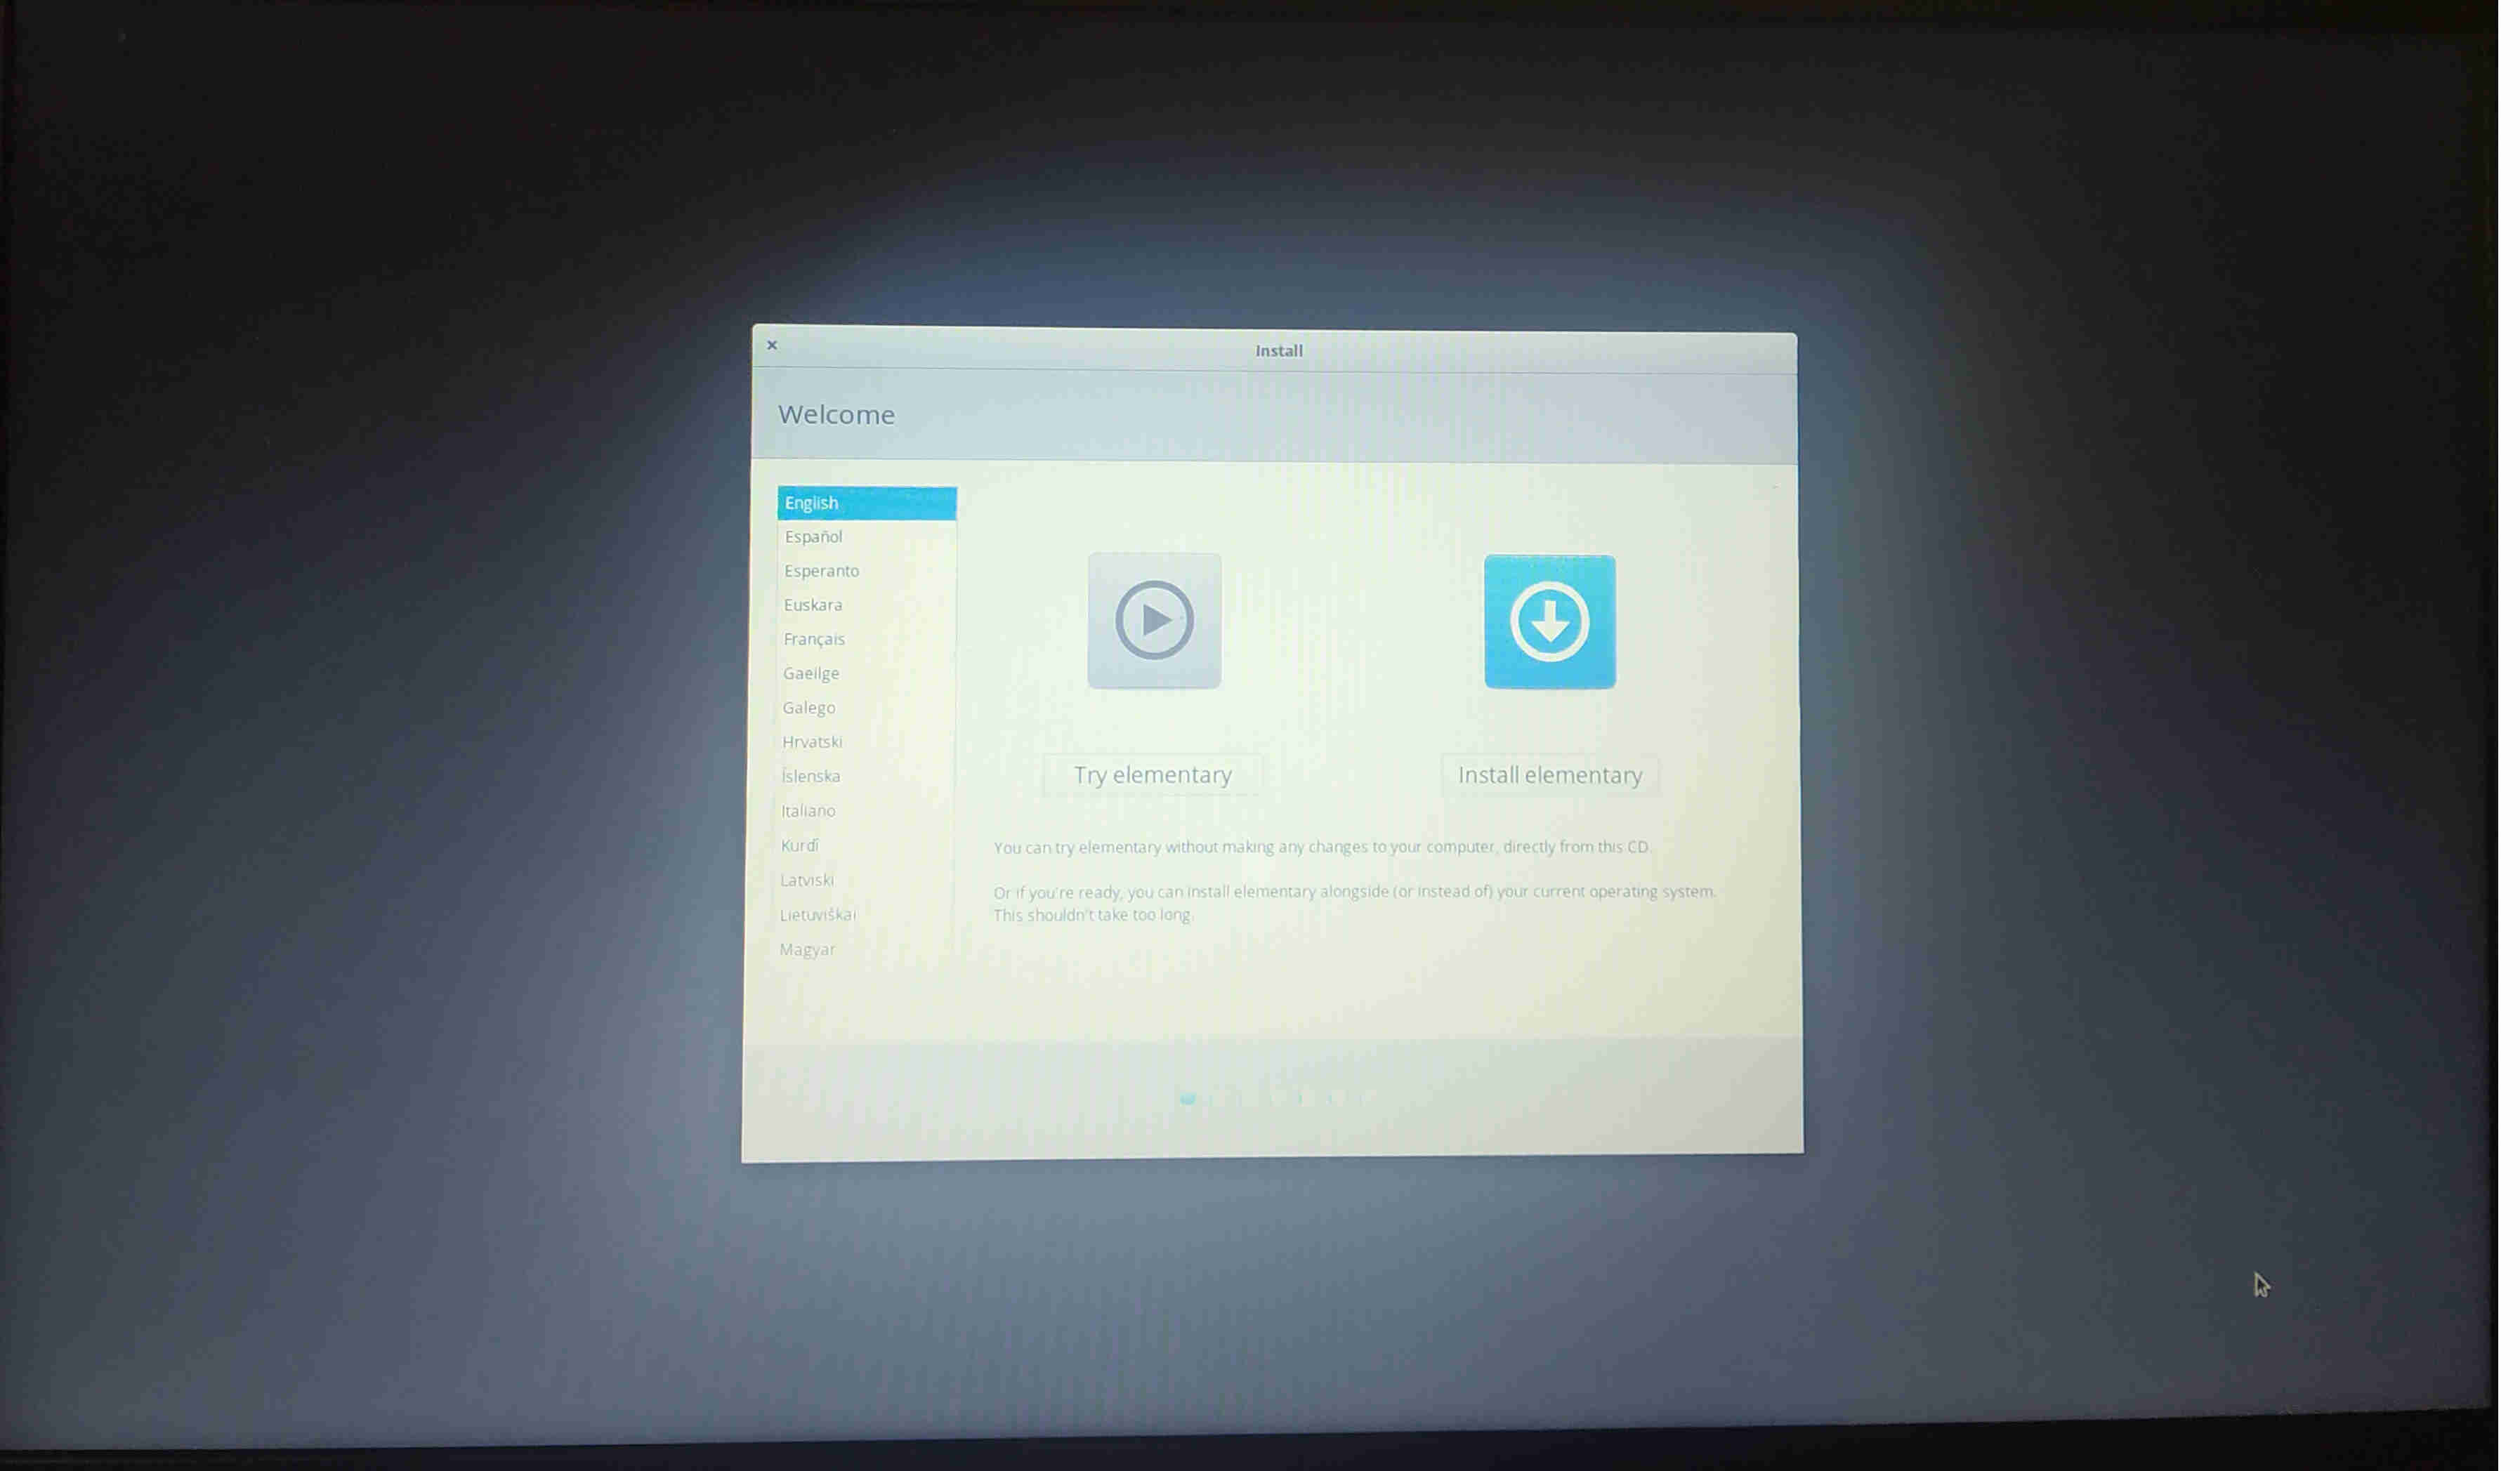 Install
Welcome
English
Español
Esperanto
Euskara
Français
Gaeilge
Galego
Hrvatski
Íslenska
Italiano
Kurdî
Latviski
Lietuviškai
Magyar
Try elementary
Install elementary
You can try elementary without making any changes to your computer, directly from this CD.
Or if you're ready, you can install elementary alongside (or instead of) your current operating system.
This shouldn't take too long.